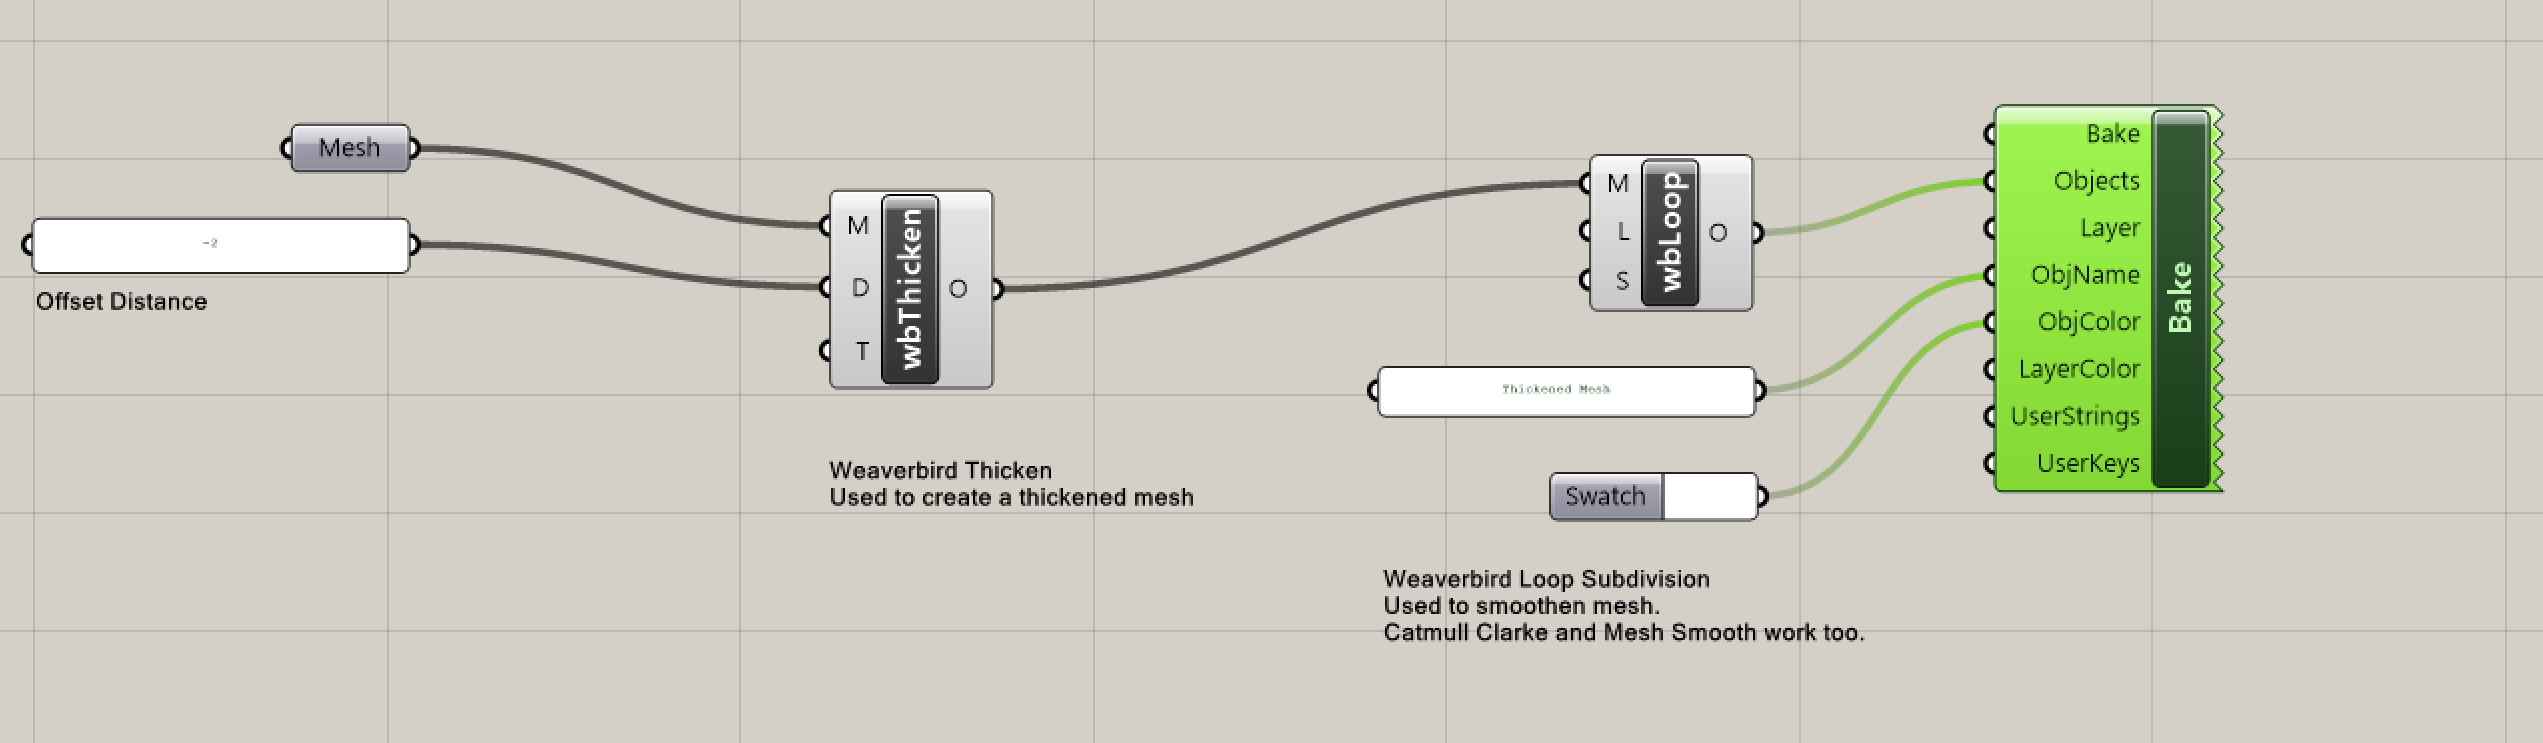 Mesh
-2
Offset Distance
M
D
T
wbThicken
O
Weaverbird Thicken
Used to create a thickened mesh
M
L
S
wbLoop
O
Thickened Mesh
Swatch
Weaverbird Loop Subdivision
Used to smoothen mesh.
Catmull Clarke and Mesh Smooth work too.
Bake
Objects
Layer
ObjName
ObjColor
LayerColor
UserStrings
UserKeys
Bake